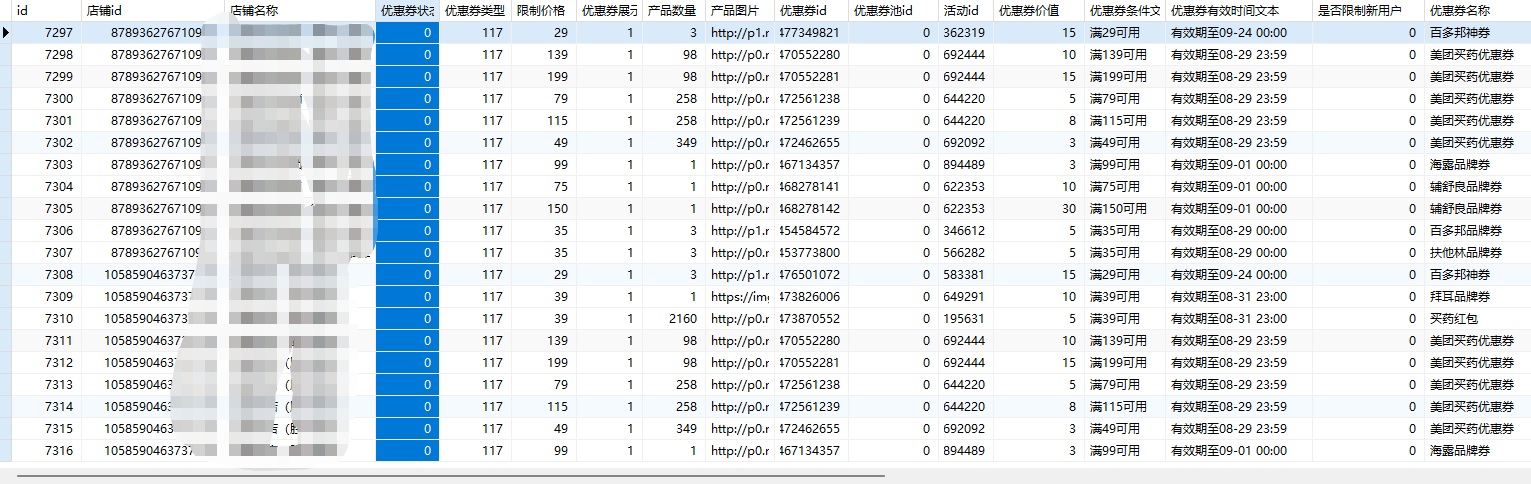 id 店铺id 店铺名称 优惠券状态 优惠券类型 限制价格 优惠券展示 产品数量 产品图片 优惠券id 优惠券池id 活动id 优惠券价值 优惠券条件文 优惠券有效时间文本 是否限制新用户 优惠券名称
7297 8789362767109 0 117 29 1 3 http://p1.r 477349821 0 362319 15 满29可用 有效期至09-24 00:00 0 百多邦神券
7298 8789362767109 0 117 139 1 98 http://p0.r 470552280 0 692444 10 满139可用 有效期至08-29 23:59 0 美团买药优惠券
7299 8789362767109 0 117 199 1 98 http://p0.r 470552281 0 692444 15 满199可用 有效期至08-29 23:59 0 美团买药优惠券
7300 8789362767109 0 117 79 1 258 http://p0.r 472561238 0 644220 5 满79可用 有效期至08-29 23:59 0 美团买药优惠券
7301 8789362767109 0 117 115 1 258 http://p0.r 472561239 0 644220 8 满115可用 有效期至08-29 23:59 0 美团买药优惠券
7302 8789362767109 0 117 49 1 349 http://p0.r 472462655 0 692092 3 满49可用 有效期至08-29 23:59 0 美团买药优惠券
7303 8789362767109 0 117 99 1 1 http://p0.r 467134357 0 894489 3 满99可用 有效期至09-01 00:00 0 海露品牌券
7304 8789362767109 0 117 75 1 1 http://p0.r 468278141 0 622353 10 满75可用 有效期至09-01 00:00 0 辅舒良品牌券
7305 8789362767109 0 117 150 1 1 http://p0.r 468278142 0 622353 30 满150可用 有效期至09-01 00:00 0 辅舒良品牌券
7306 8789362767109 0 117 35 1 3 http://p1.r 454584572 0 346612 5 满35可用 有效期至08-29 00:00 0 百多邦品牌券
7307 8789362767109 0 117 35 1 3 http://p0.r 453773800 0 566282 5 满35可用 有效期至08-29 00:00 0 扶他林品牌券
7308 1058590463737 0 117 29 1 3 http://p1.r 476501072 0 583381 15 满29可用 有效期至09-24 00:00 0 百多邦神券
7309 1058590463737 0 117 39 1 1 https://img 473826006 0 649291 10 满39可用 有效期至08-31 23:00 0 拜耳品牌券
7310 1058590463737 0 117 39 1 2160 http://p0.r 473870552 0 195631 5 满39可用 有效期至08-31 23:00 0 买药红包
7311 1058590463737 0 117 139 1 98 http://p0.r 470552280 0 692444 10 满139可用 有效期至08-29 23:59 0 美团买药优惠券
7312 1058590463737 （ 0 117 199 1 98 http://p0.r 470552281 0 692444 15 满199可用 有效期至08-29 23:59 0 美团买药优惠券
7313 1058590463737 （ 0 117 79 1 258 http://p0.r 472561238 0 644220 5 满79可用 有效期至08-29 23:59 0 美团买药优惠券
7314 1058590463737 （ 0 117 115 1 258 http://p0.r 472561239 0 644220 8 满115可用 有效期至08-29 23:59 0 美团买药优惠券
7315 1058590463737 （胜 0 117 49 1 349 http://p0.r 472462655 0 692092 3 满49可用 有效期至08-29 23:59 0 美团买药优惠券
7316 1058590463737 0 117 99 1 1 http://p0.r 467134357 0 894489 3 满99可用 有效期至09-01 00:00 0 海露品牌券